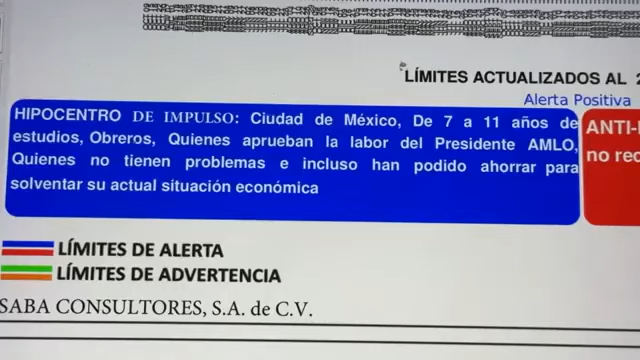 LÍMITES ACTUALIZADOS AL 2
Alerta Positiva
HIPOCENTRO DE IMPULSO: Ciudad de México, De 7 a 11 años de
estudios, Obreros, Quienes aprueban la labor del Presidente AMLO,
Quienes no tienen problemas e incluso han podido ahorrar para
solventar su actual situación económica
ANTI-
no rec
LÍMITES DE ALERTA
LÍMITES DE ADVERTENCIA
SABA CONSULTORES, S.A. de C.V.